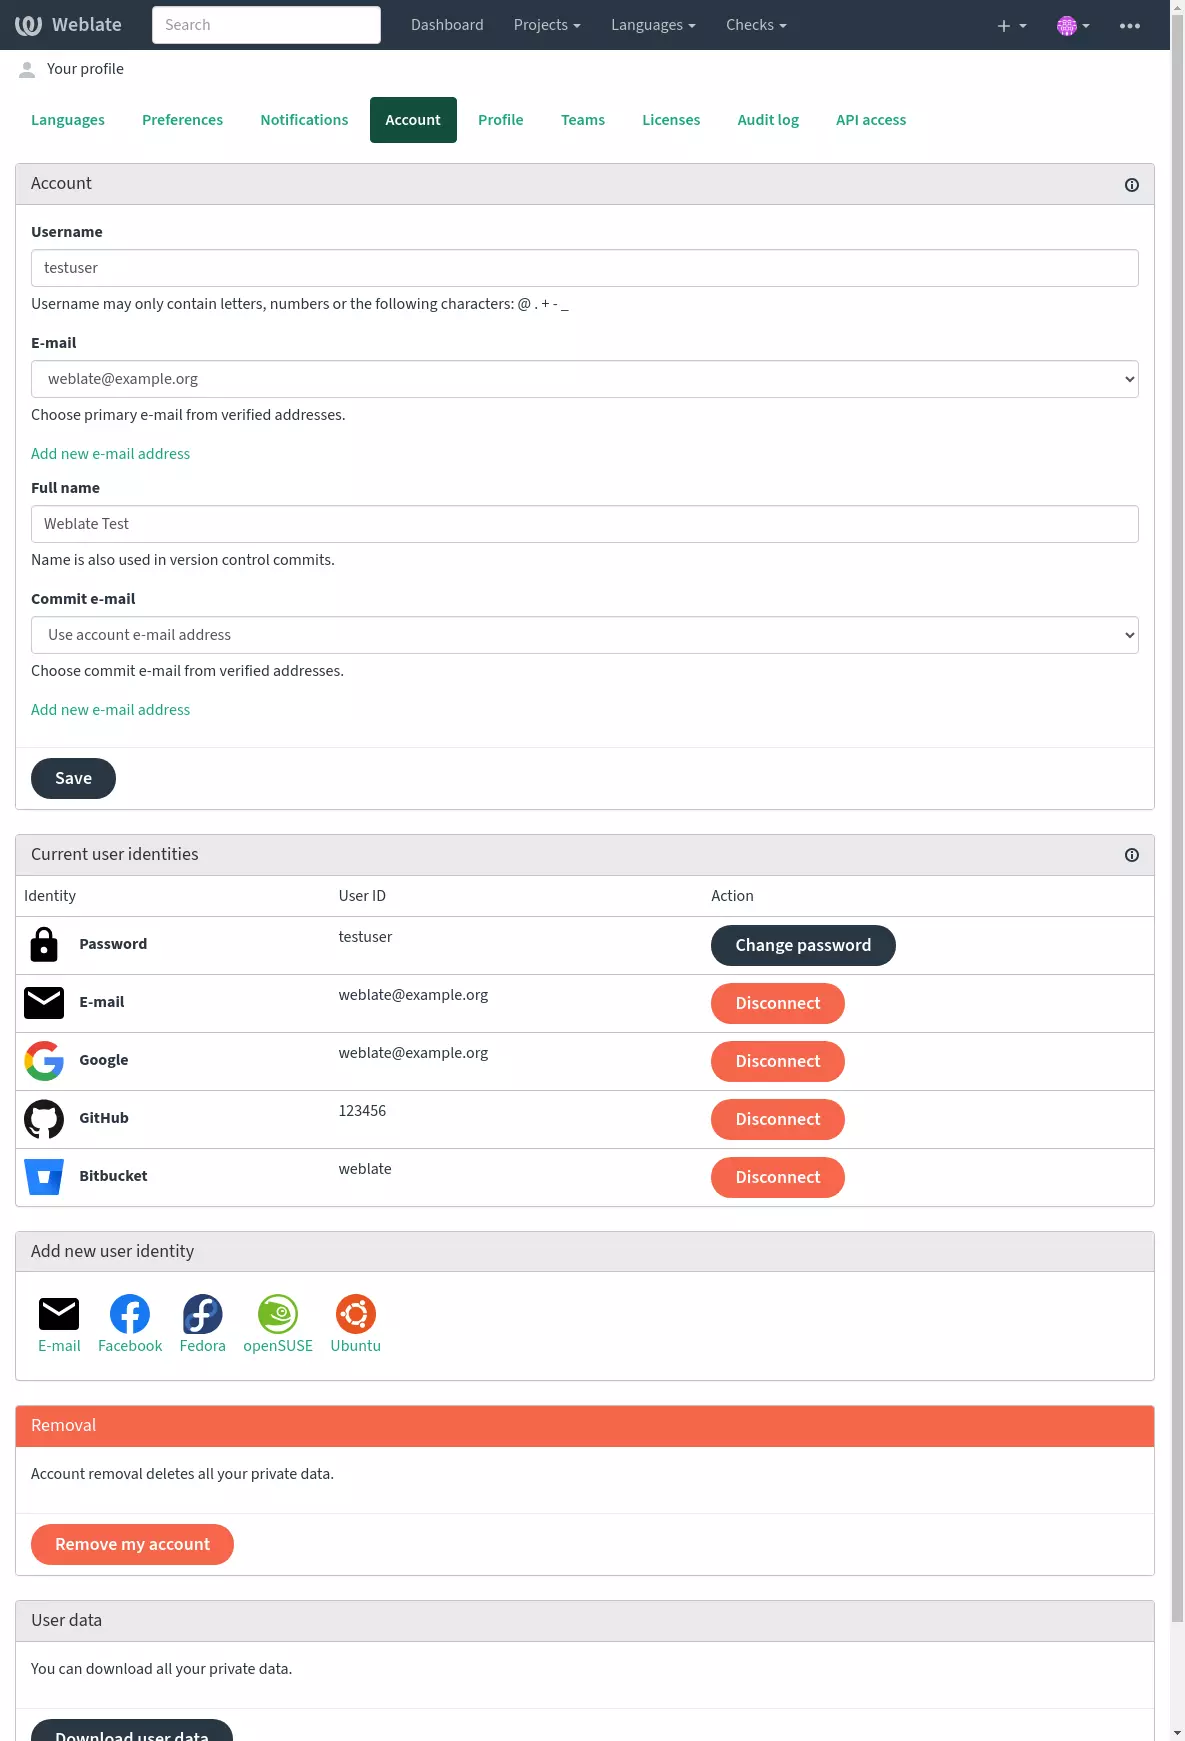 Weblate Search Dashboard Projects Languages Checks
Your profile
Languages Preferences Notifications Account Profile Teams Licenses Audit log API access
Account
Username
testuser
Username may only contain letters, numbers or the following characters: @ . + - _
E-mail
weblate@example.org
Choose primary e-mail from verified addresses.
Add new e-mail address
Full name
Weblate Test
Name is also used in version control commits.
Commit e-mail
Use account e-mail address
Choose commit e-mail from verified addresses.
Add new e-mail address
Save
Current user identities
Identity User ID Action
Password testuser Change password
E-mail weblate@example.org Disconnect
Google weblate@example.org Disconnect
GitHub 123456 Disconnect
Bitbucket weblate Disconnect
Add new user identity
E-mail Facebook Fedora openSUSE Ubuntu
Removal
Account removal deletes all your private data.
Remove my account
User data
You can download all your private data.
Download user data